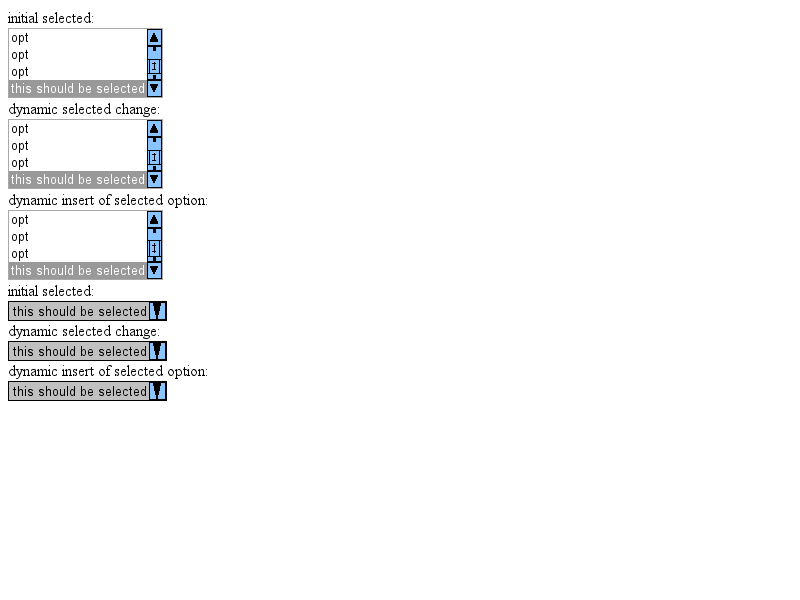 initial selected:
opt
opt
opt
this should be selected
dynamic selected change:
opt
opt
opt
this should be selected
dynamic insert of selected option:
opt
opt
opt
this should be selected
initial selected:
this should be selected
dynamic selected change:
this should be selected
dynamic insert of selected option:
this should be selected